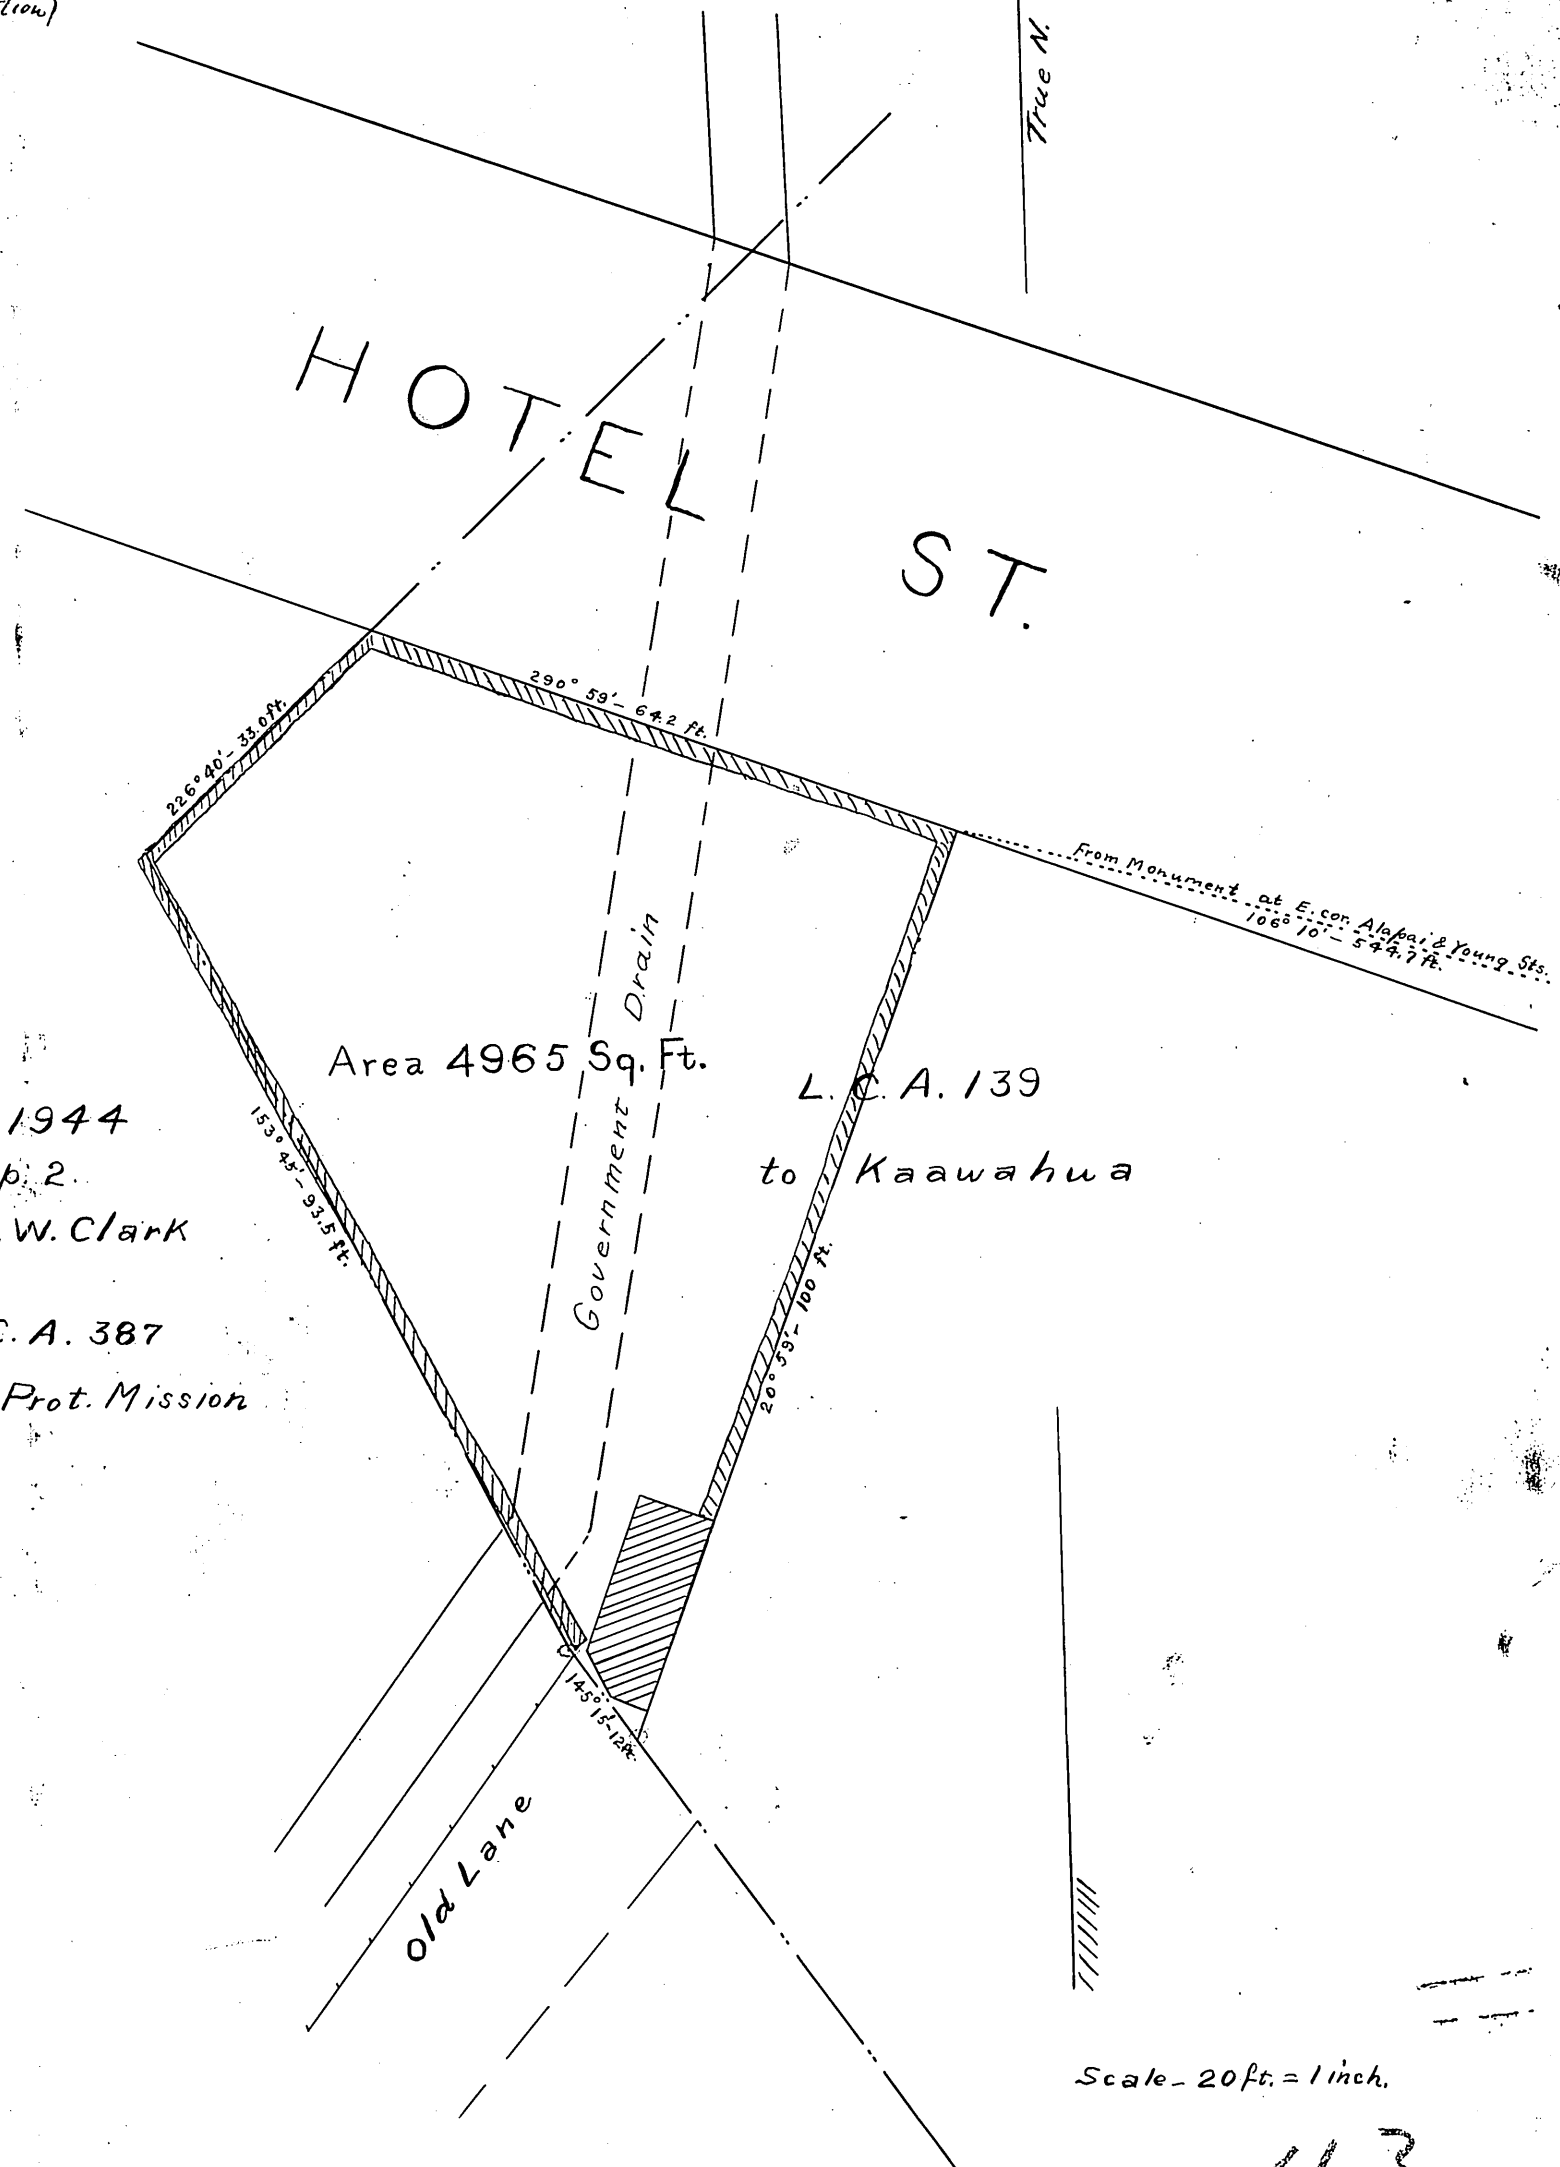 tion)
True N.
HOTEL ST.
290° 59' - 64.2 ft.
226° 40' - 33.0 ft.
From Monument at E. cor. Alapai & Young Sts.
106° 10' - 544.7 ft.
Government Drain
Area 4965 Sq. Ft.
L. C. A. 139
to Kaawahua
1944
p. 2.
W. Clark
C. A. 387
Prot. Mission
153° 45' - 93.5 ft.
20° 59' - 100 ft.
145° 15' - 12 ft.
Old Lane
Scale - 20 ft. = 1 inch.